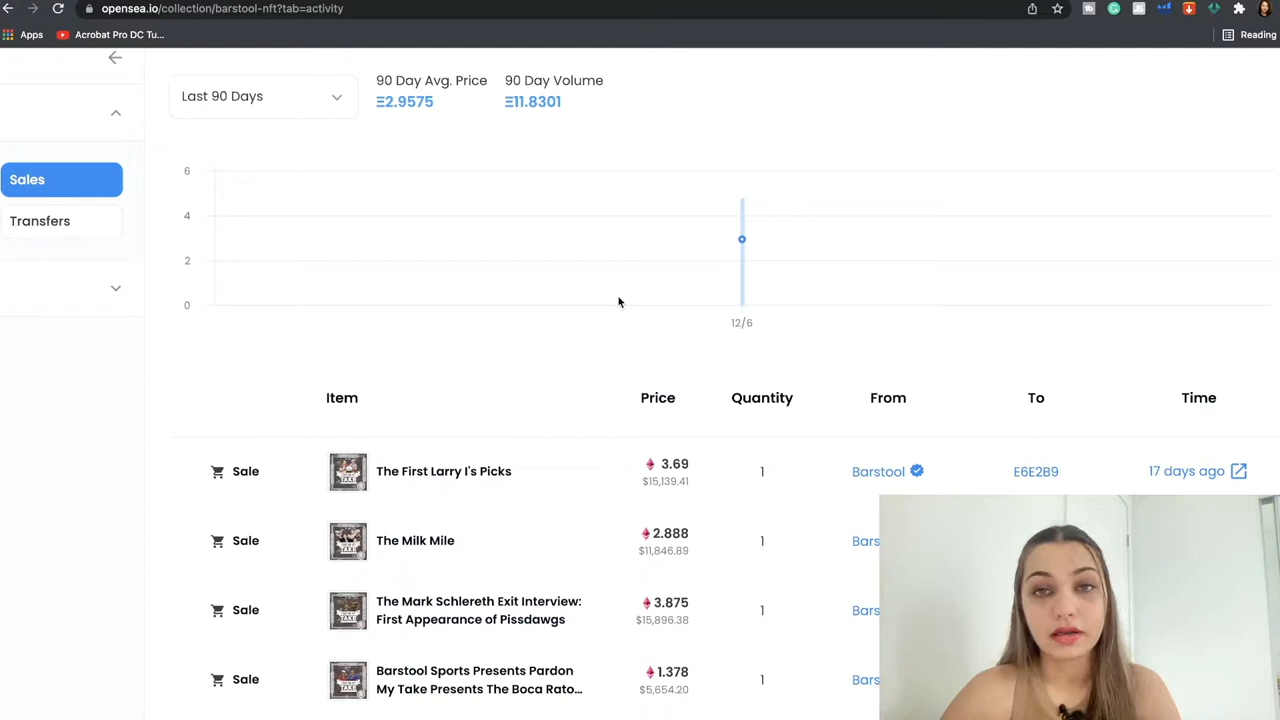 opensea.io/collection/barstool-nft?tab=activity
Apps
Acrobat Pro DC Tu...
Reading
Last 90 Days
90 Day Avg. Price
Ξ2.9575
90 Day Volume
Ξ11.8301
Sales
Transfers
6
4
2
0
12/6
Item Price Quantity From To Time
Sale The First Larry I's Picks 3.69 1 Barstool E6E2B9 17 days ago
$15,139.41
Sale The Milk Mile 2.888 1 Bars
$11,846.89
Sale The Mark Schlereth Exit Interview: 3.875 1 Bars
First Appearance of Pissdawgs $15,896.38
Sale Barstool Sports Presents Pardon 1.378 1 Bars
My Take Presents The Boca Rato... $5,654.20